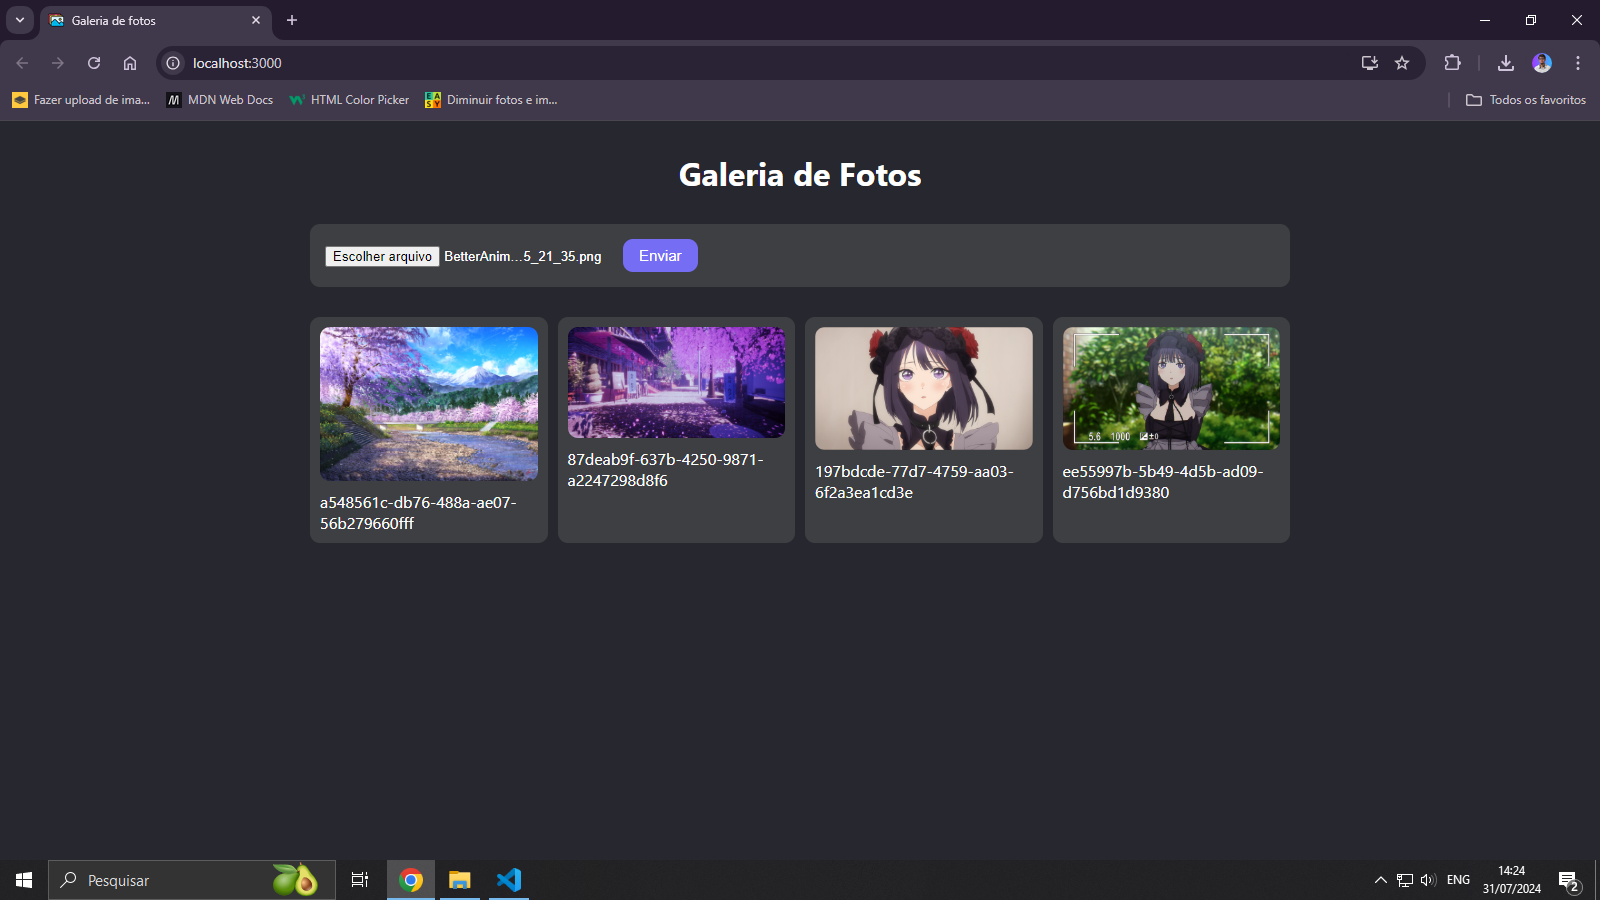 Galeria de fotos
localhost:3000
Fazer upload de ima...
MDN Web Docs
HTML Color Picker
EASY
Diminuir fotos e im...
Todos os favoritos
Galeria de Fotos
Escolher arquivo BetterAnim...5_21_35.png
Enviar
a548561c-db76-488a-ae07-
56b279660fff
87deab9f-637b-4250-9871-
a2247298d8f6
197bdcde-77d7-4759-aa03-
6f2a3ea1cd3e
5.6 1000 ±0
ee55997b-5b49-4d5b-ad09-
d756bd1d9380
Pesquisar
ENG
14:24
31/07/2024
2